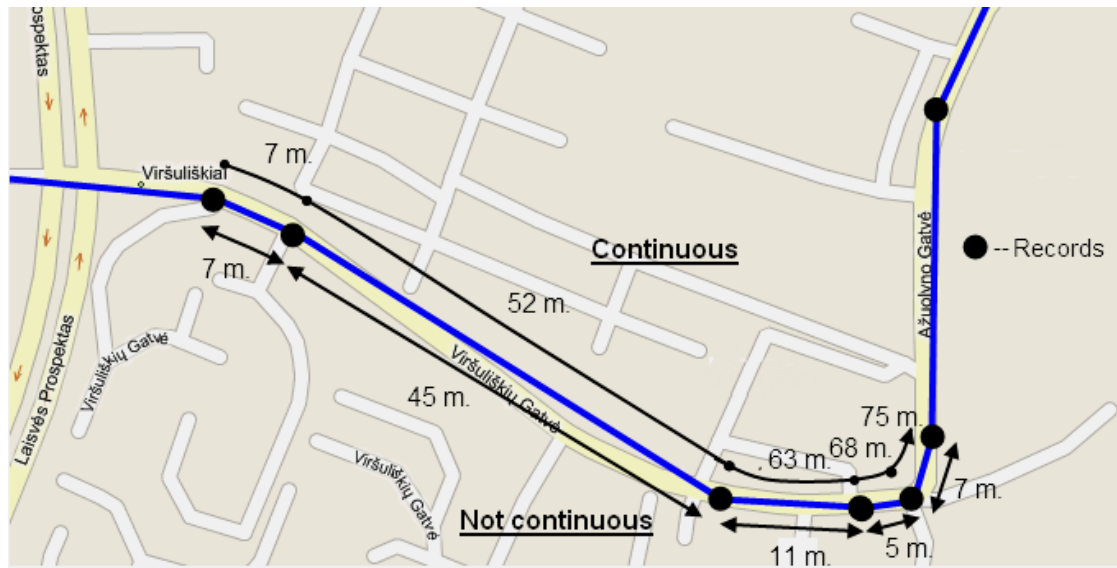 Prospektas
7 m.
Viršuliškiai
7 m.
Continuous
-- Records
Ažuolyno Gatvė
52 m.
Viršuliškių Gatvė
Viršuliškių Gatvė
Laisvės Prospektas
45 m.
Viršuliškių Gatvė
75 m.
63 m.
68 m.
7 m.
Not continuous
11 m.
5 m.